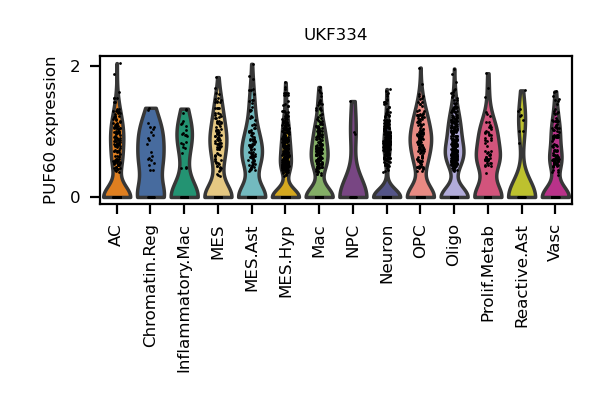 UKF334
PUF60 expression
2
0
AC
Chromatin.Reg
Inflammatory.Mac
MES
MES.Ast
MES.Hyp
Mac
NPC
Neuron
OPC
Oligo
Prolif.Metab
Reactive.Ast
Vasc